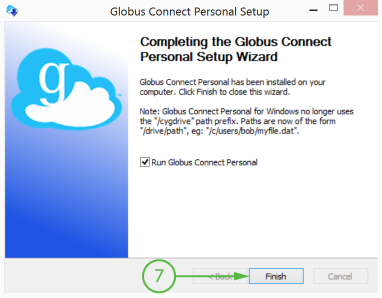 Globus Connect Personal Setup
g
Completing the Globus Connect
Personal Setup Wizard
Globus Connect Personal has been installed on your
computer. Click Finish to close this wizard.
Note: Globus Connect Personal for Windows no longer uses
the "/cygdrive" path prefix. Paths are now of the form
"/drive/path", eg: "/c/users/bob/myfile.dat".
Run Globus Connect Personal
7 < Back Finish Cancel